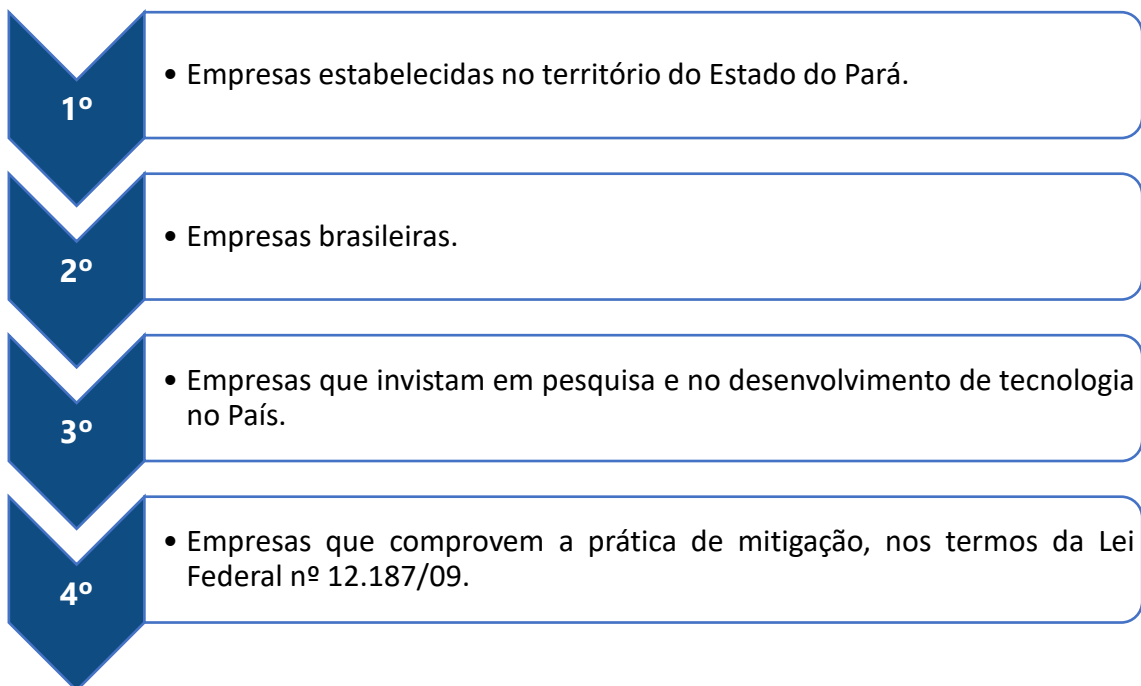 1º
• Empresas estabelecidas no território do Estado do Pará.
2º
• Empresas brasileiras.
3º
• Empresas que invistam em pesquisa e no desenvolvimento de tecnologia
no País.
4º
• Empresas que comprovem a prática de mitigação, nos termos da Lei
Federal nº 12.187/09.